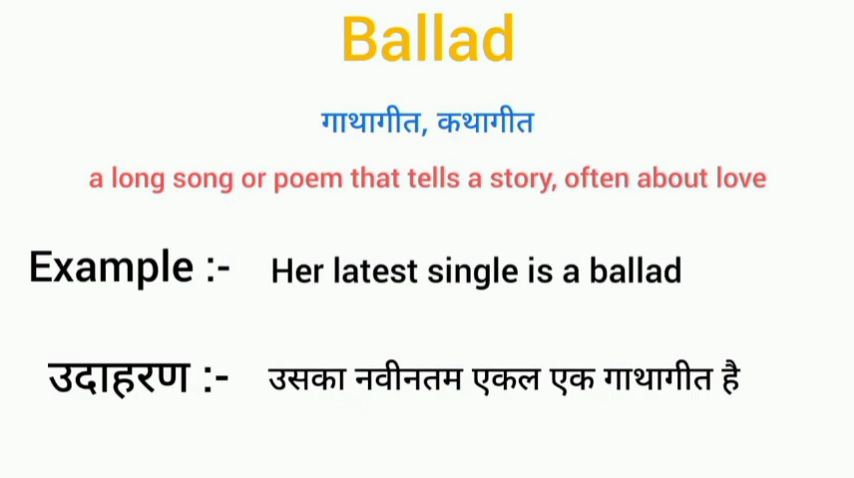 Ballad
गाथागीत, कथागीत
a long song or poem that tells a story, often about love
Example :- Her latest single is a ballad
उदाहरण :- उसका नवीनतम एकल एक गाथागीत है